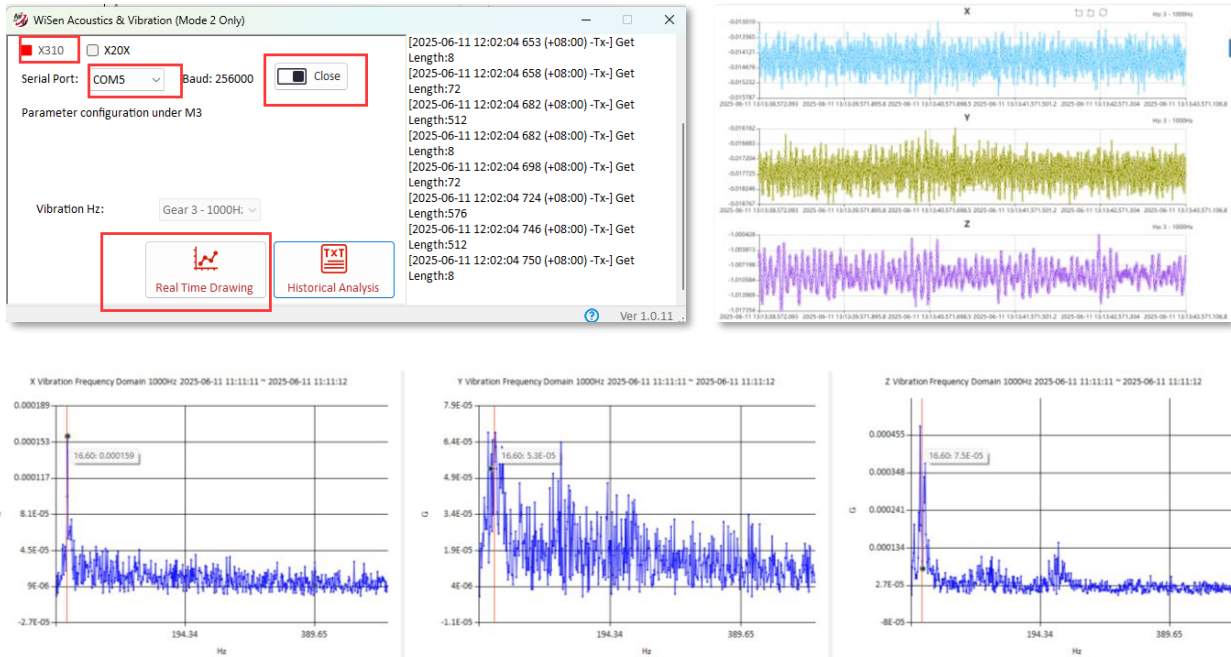 WiSen Acoustics & Vibration (Mode 2 Only)
X310
X20X
Serial Port:
COM5
Baud: 256000
Close
Parameter configuration under M3
Vibration Hz:
Gear 3 - 1000H:
Real Time Drawing
TXT
Historical Analysis
[2025-06-11 12:02:04 653 (+08:00) -Tx-] Get
Length:8
[2025-06-11 12:02:04 658 (+08:00) -Tx-] Get
Length:72
[2025-06-11 12:02:04 682 (+08:00) -Tx-] Get
Length:512
[2025-06-11 12:02:04 682 (+08:00) -Tx-] Get
Length:8
[2025-06-11 12:02:04 698 (+08:00) -Tx-] Get
Length:72
[2025-06-11 12:02:04 724 (+08:00) -Tx-] Get
Length:576
[2025-06-11 12:02:04 746 (+08:00) -Tx-] Get
Length:512
[2025-06-11 12:02:04 750 (+08:00) -Tx-] Get
Length:8
Ver 1.0.11
X
Hz: 3 - 1000Hz
Y
Hz: 3 - 1000Hz
Z
Hz: 3 - 1000Hz
X Vibration Frequency Domain 1000Hz 2025-06-11 11:11:11 ~ 2025-06-11 11:11:12
0.000189
0.000153
0.000117
8.1E-05
4.5E-05
9E-06
-2.7E-05
16.60: 0.000159
194.34
389.65
Hz
Y Vibration Frequency Domain 1000Hz 2025-06-11 11:11:11 ~ 2025-06-11 11:11:12
7.9E-05
6.4E-05
4.9E-05
3.4E-05
1.9E-05
4E-06
-1.1E-05
G
16.60: 5.3E-05
194.34
389.65
Hz
Z Vibration Frequency Domain 1000Hz 2025-06-11 11:11:11 ~ 2025-06-11 11:11:12
0.000455
0.000348
0.000241
0.000134
2.7E-05
-8E-05
G
16.60: 7.5E-05
194.34
389.65
Hz